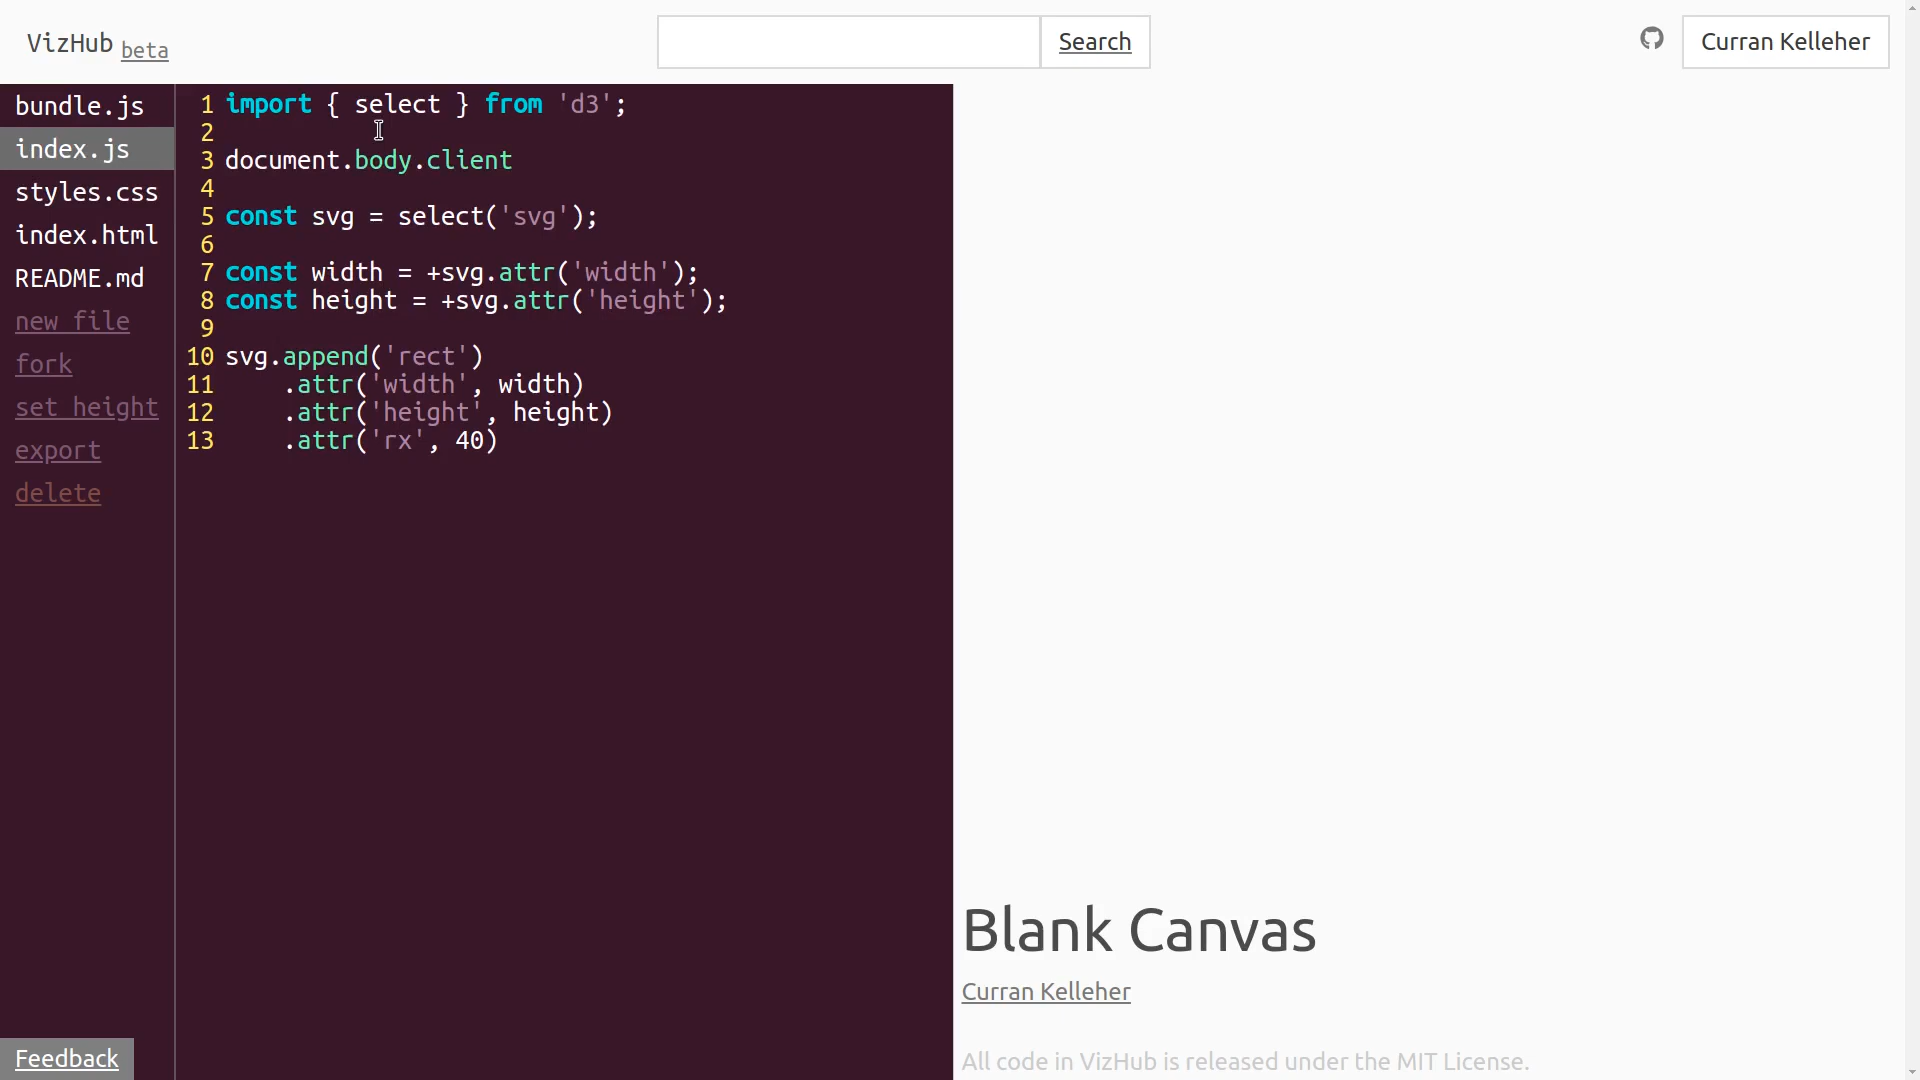 VizHub beta
Search
Curran Kelleher
bundle.js
index.js
styles.css
index.html
README.md
new file
fork
set height
export
delete
Feedback
1 import { select } from 'd3';
2
3 document.body.client
4
5 const svg = select('svg');
6
7 const width = +svg.attr('width');
8 const height = +svg.attr('height');
9
10 svg.append('rect')
11     .attr('width', width)
12     .attr('height', height)
13     .attr('rx', 40)
Blank Canvas
Curran Kelleher
All code in VizHub is released under the MIT License.